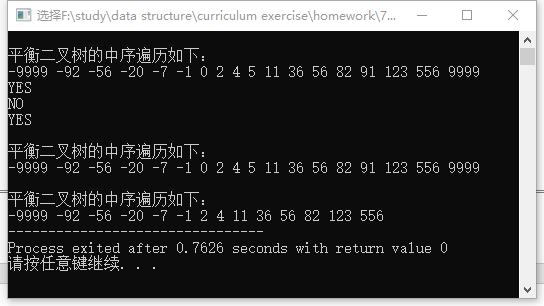 选择F:\study\data structure\curriculum exercise\homework\7...
平衡二叉树的中序遍历如下：
-9999 -92 -56 -20 -7 -1 0 2 4 5 11 36 56 82 91 123 556 9999
YES
NO
YES
平衡二叉树的中序遍历如下：
-9999 -92 -56 -20 -7 -1 0 2 4 5 11 36 56 82 91 123 556 9999
平衡二叉树的中序遍历如下：
-9999 -92 -56 -20 -7 -1 2 4 11 36 56 82 123 556
--------------------------------
Process exited after 0.7626 seconds with return value 0
请按任意键继续. . .